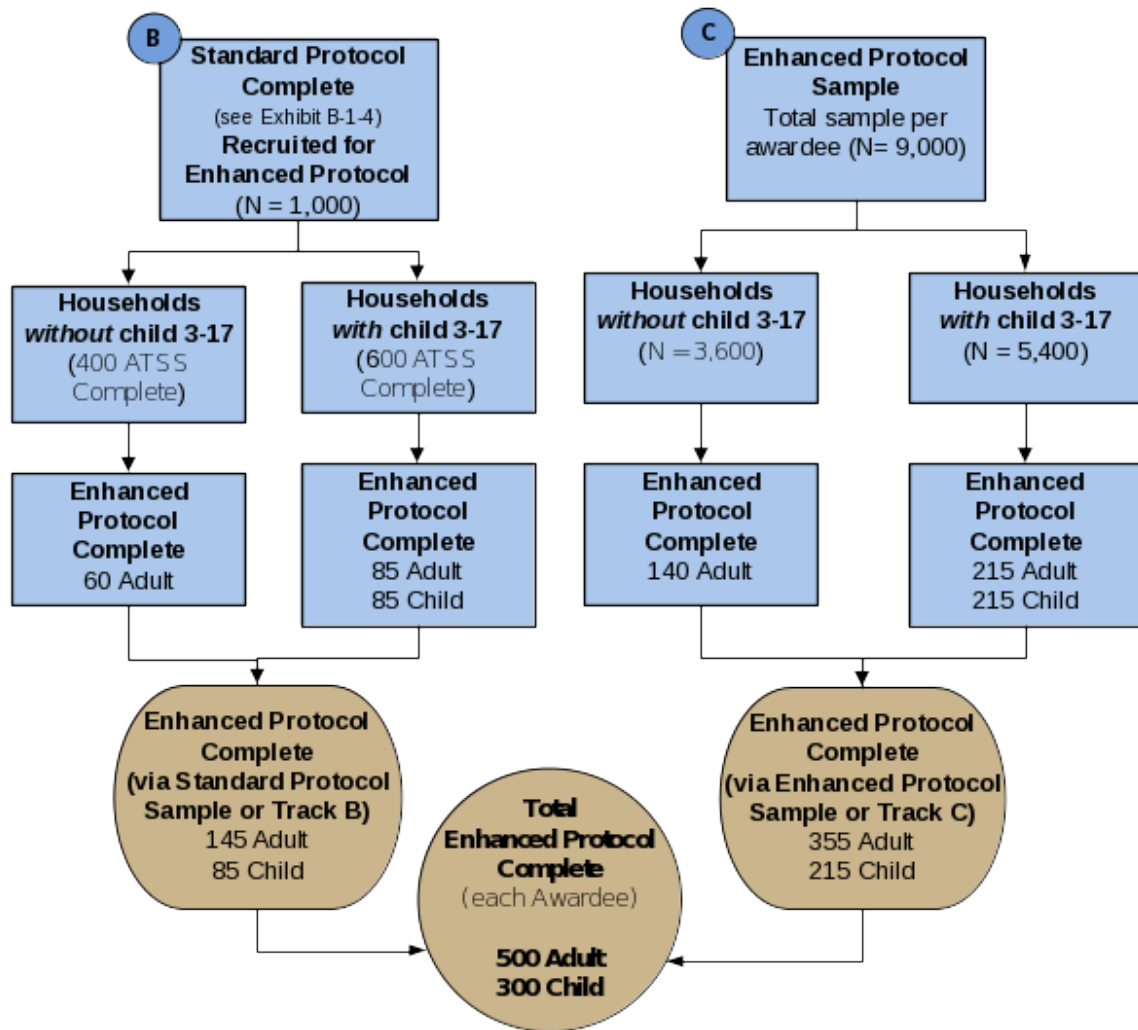 B
Standard Protocol
Complete
(see Exhibit B-1-4)
Recruited for
Enhanced Protocol
(N = 1,000)
C
Enhanced Protocol
Sample
Total sample per
awardee (N= 9,000)
Households
without child 3-17
(400 ATSS
Complete)
Households
with child 3-17
(600 ATSS
Complete)
Households
without child 3-17
(N = 3,600)
Households
with child 3-17
(N = 5,400)
Enhanced
Protocol
Complete
60 Adult
Enhanced
Protocol
Complete
85 Adult
85 Child
Enhanced
Protocol
Complete
140 Adult
Enhanced
Protocol
Complete
215 Adult
215 Child
Enhanced Protocol
Complete
(via Standard Protocol
Sample or Track B)
145 Adult
85 Child
Enhanced Protocol
Complete
(via Enhanced Protocol
Sample or Track C)
355 Adult
215 Child
Total
Enhanced Protocol
Complete
(each Awardee)
500 Adult
300 Child